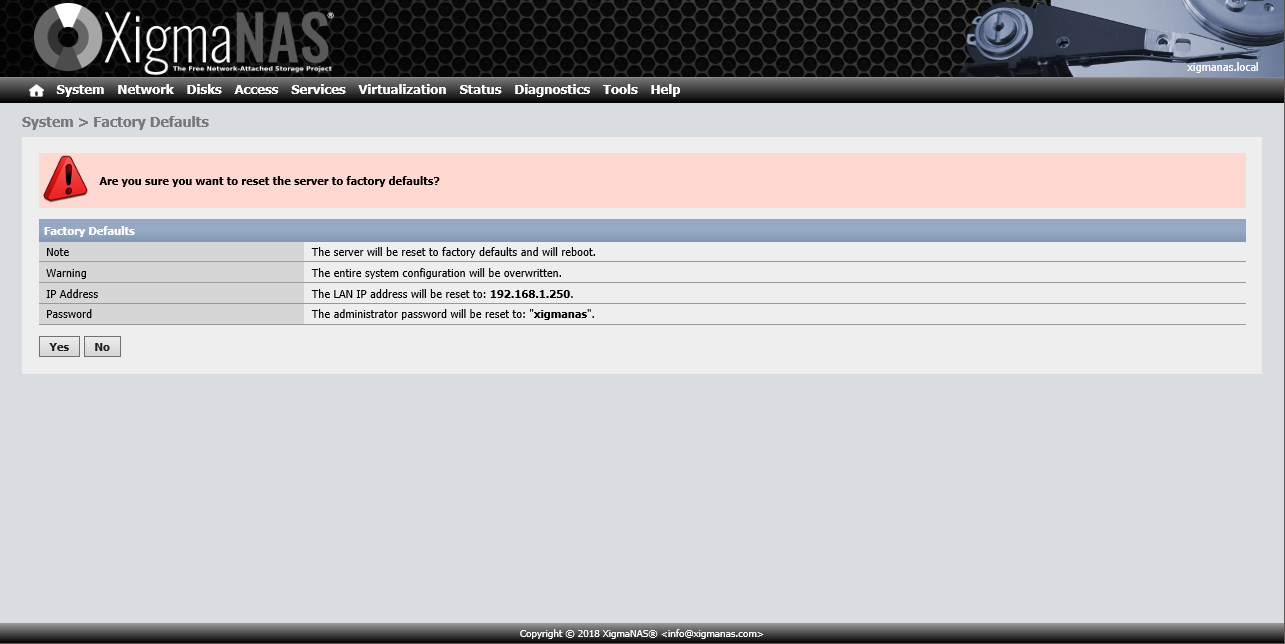 XigmaNAS®
The Free Network-Attached Storage Project
xigmanas.local
System Network Disks Access Services Virtualization Status Diagnostics Tools Help
System > Factory Defaults
Are you sure you want to reset the server to factory defaults?
Factory Defaults
Note The server will be reset to factory defaults and will reboot.
Warning The entire system configuration will be overwritten.
IP Address The LAN IP address will be reset to: 192.168.1.250.
Password The administrator password will be reset to: "xigmanas".
Yes No
Copyright © 2018 XigmaNAS® <info@xigmanas.com>